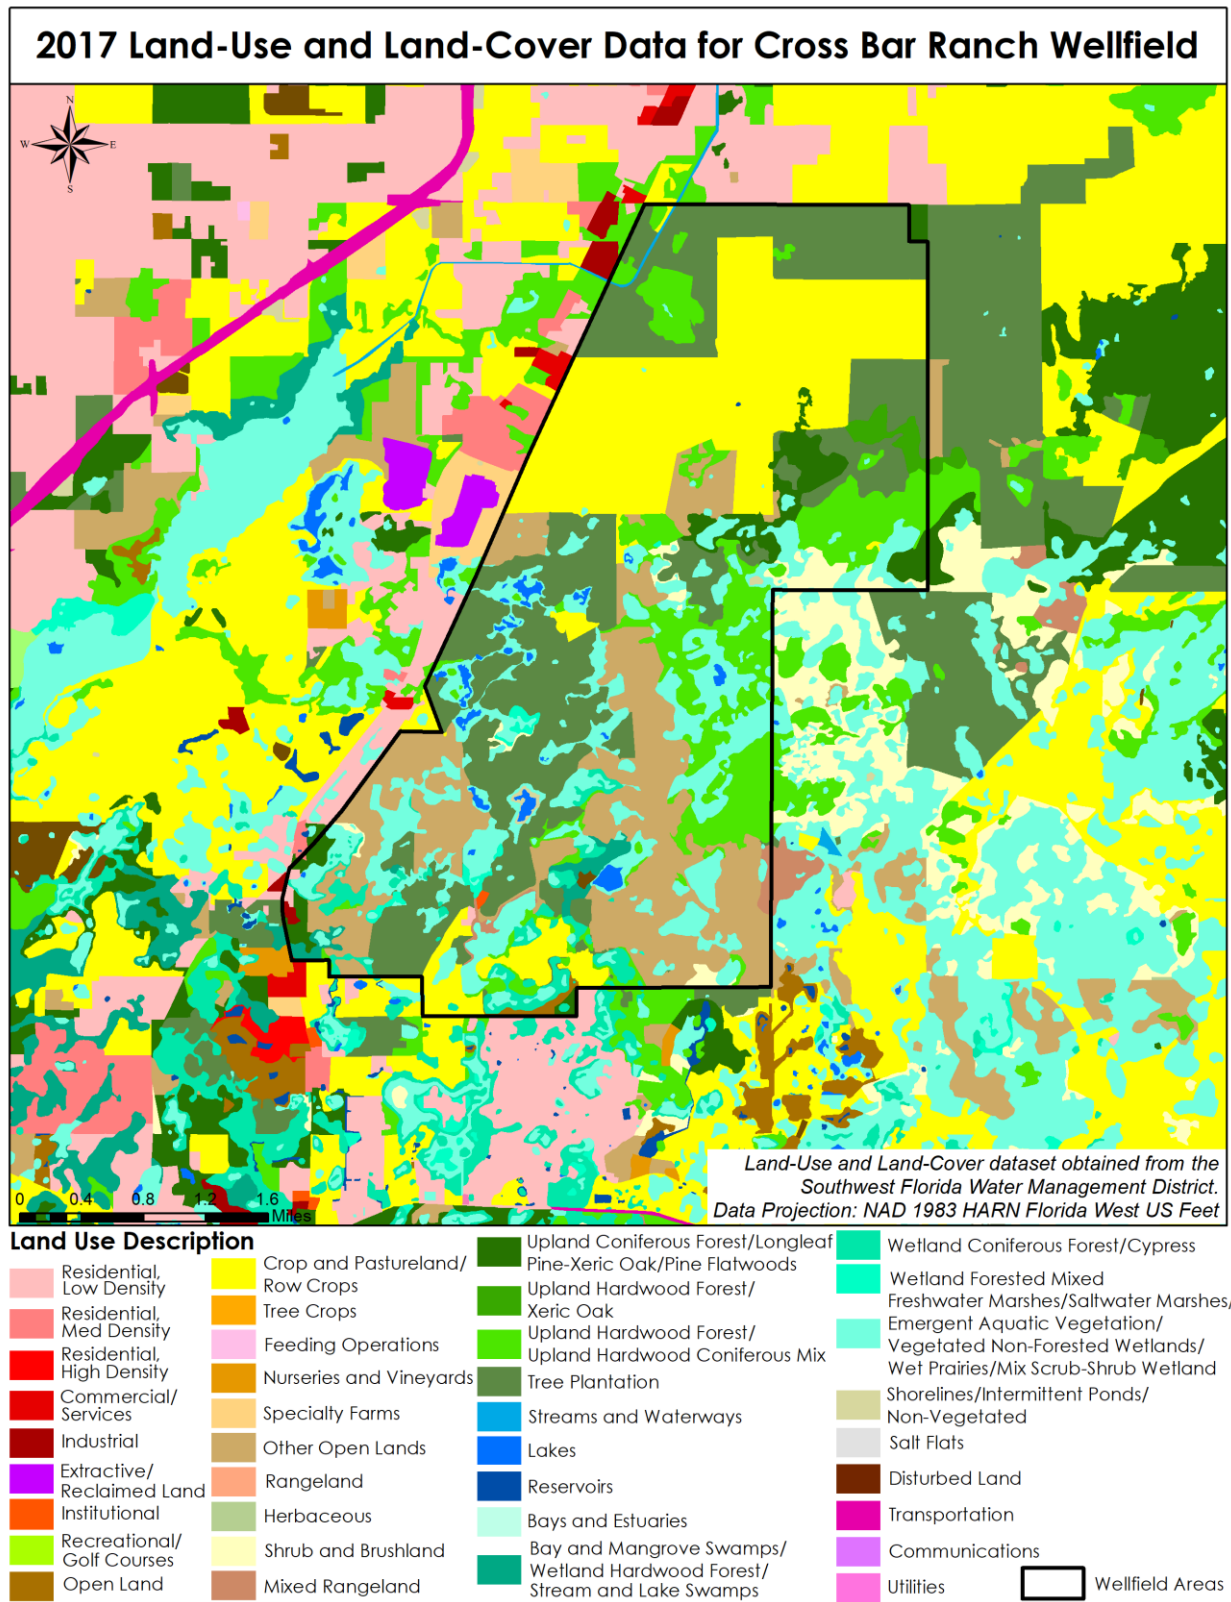 2017 Land-Use and Land-Cover Data for Cross Bar Ranch Wellfield
N
W
E
S
Land-Use and Land-Cover dataset obtained from the
Southwest Florida Water Management District.
Data Projection: NAD 1983 HARN Florida West US Feet
0 0.4 0.8 1.2 1.6
Miles
Land Use Description
Residential,
Low Density
Residential,
Med Density
Residential,
High Density
Commercial/
Services
Industrial
Extractive/
Reclaimed Land
Institutional
Recreational/
Golf Courses
Open Land
Crop and Pastureland/
Row Crops
Tree Crops
Feeding Operations
Nurseries and Vineyards
Specialty Farms
Other Open Lands
Rangeland
Herbaceous
Shrub and Brushland
Mixed Rangeland
Upland Coniferous Forest/Longleaf
Pine-Xeric Oak/Pine Flatwoods
Upland Hardwood Forest/
Xeric Oak
Upland Hardwood Forest/
Upland Hardwood Coniferous Mix
Tree Plantation
Streams and Waterways
Lakes
Reservoirs
Bays and Estuaries
Bay and Mangrove Swamps/
Wetland Hardwood Forest/
Stream and Lake Swamps
Wetland Coniferous Forest/Cypress
Wetland Forested Mixed
Freshwater Marshes/Saltwater Marshes/
Emergent Aquatic Vegetation/
Vegetated Non-Forested Wetlands/
Wet Prairies/Mix Scrub-Shrub Wetland
Shorelines/Intermittent Ponds/
Non-Vegetated
Salt Flats
Disturbed Land
Transportation
Communications
Utilities
Wellfield Areas